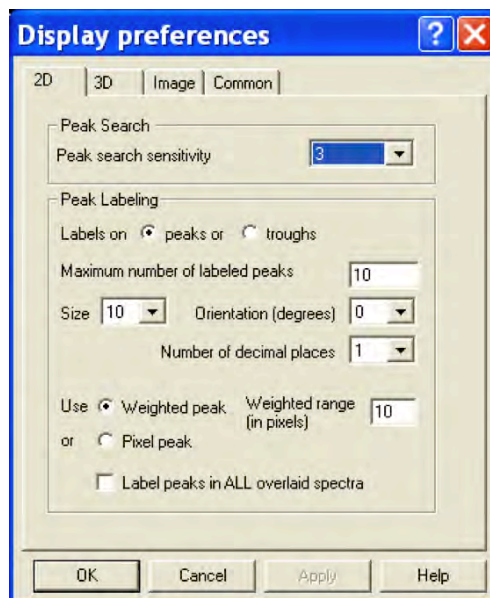 Display preferences
2D 3D Image Common
Peak Search
Peak search sensitivity 3
Peak Labeling
Labels on peaks or troughs
Maximum number of labeled peaks 10
Size 10 Orientation (degrees) 0
Number of decimal places 1
Use Weighted peak Weighted range (in pixels) 10
or Pixel peak
Label peaks in ALL overlaid spectra
OK Cancel Apply Help